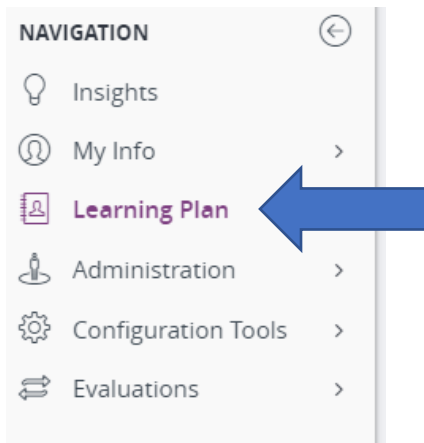 NAVIGATION
Insights
My Info
Learning Plan
Administration
Configuration Tools
Evaluations